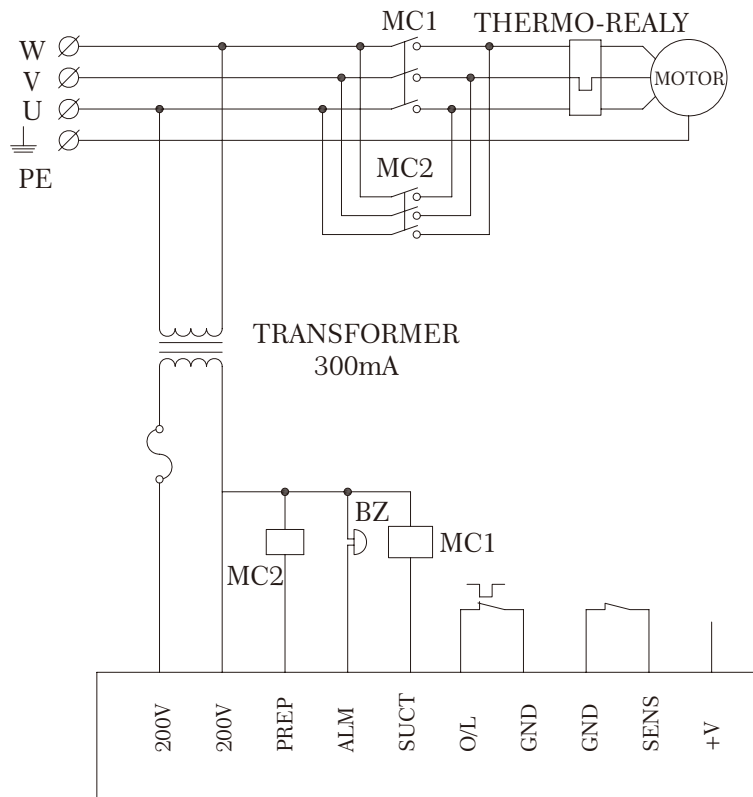 MC1
THERMO-REALY
W
V
U
PE
MOTOR
MC2
TRANSFORMER
300mA
BZ
MC2
MC1
200V
200V
PREP
ALM
SUCT
O/L
GND
GND
SENS
+V